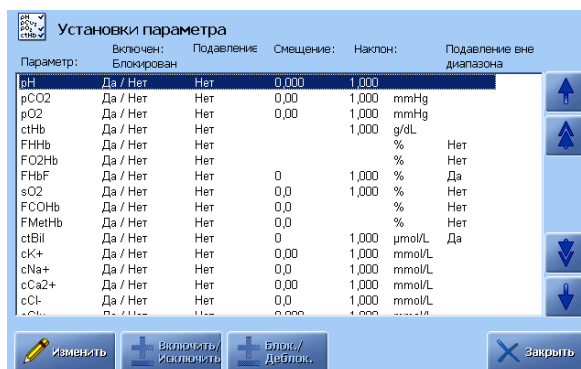 pH
pCO2
pO2
ctHb
Установки параметра
Параметр: Включен: Блокирован Подавление Смещение: Наклон: Подавление вне диапазона
pH Да / Нет Нет 0,000 1,000
pCO2 Да / Нет Нет 0,00 1,000 mmHg
pO2 Да / Нет Нет 0,00 1,000 mmHg
ctHb Да / Нет Нет 1,000 g/dL
FHHb Да / Нет Нет % Нет
FO2Hb Да / Нет Нет % Нет
FHbF Да / Нет Нет 0 1,000 % Да
sO2 Да / Нет Нет 0,0 1,000 % Нет
FCOHb Да / Нет Нет 0,0 % Нет
FMetHb Да / Нет Нет 0,0 % Нет
ctBil Да / Нет Нет 0 1,000 µmol/L Да
cK+ Да / Нет Нет 0,00 1,000 mmol/L
cNa+ Да / Нет Нет 0,0 1,000 mmol/L
cCa2+ Да / Нет Нет 0,00 1,000 mmol/L
cCl- Да / Нет Нет 0,0 1,000 mmol/L
Изменить
Включить/
Исключить
Блок./
Деблок.
Закрыть